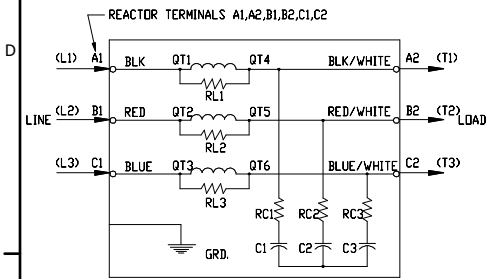 REACTOR TERMINALS A1,A2,B1,B2,C1,C2
D
(L1) A1 BLK QT1 QT4 BLK/WHITE A2 (T1)
RL1
(L2) B1 RED QT2 QT5 RED/WHITE B2 (T2)
LINE LOAD
RL2
(L3) C1 BLUE QT3 QT6 BLUE/WHITE C2 (T3)
RL3
RC1 RC2 RC3
C1 C2 C3
GRD.